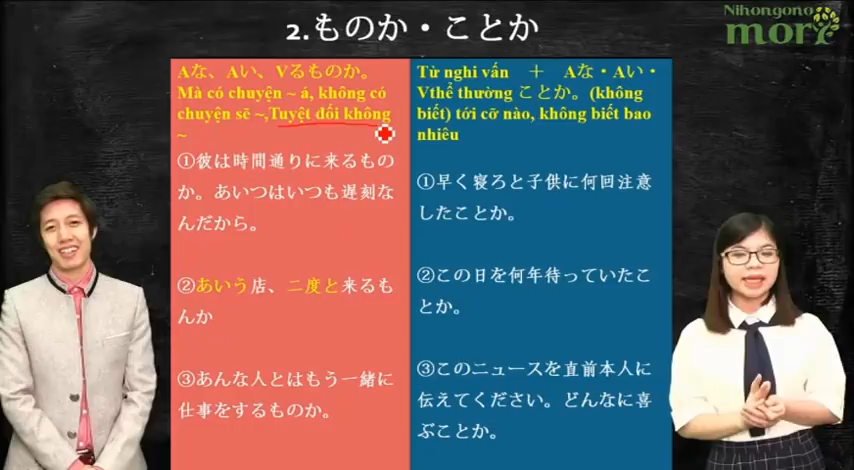 2.ものか・ことか
Nihongono
morI
Aな、Aい、Vるものか。
Mà có chuyện ~ á, không có
chuyện sẽ ~,Tuyệt đối không
~
①彼は時間通りに来るもの
か。あいつはいつも遅刻な
んだから。
②あいう店、二度と来るも
んか
③あんな人とはもう一緒に
仕事をするものか。
Từ nghi vấn ＋ Aな・Aい・
Vthể thường ことか。(không
biết) tới cỡ nào, không biết bao
nhiêu
①早く寝ろと子供に何回注意
したことか。
②この日を何年待っていたこ
とか。
③このニュースを直前本人に
伝えてください。どんなに喜
ぶことか。